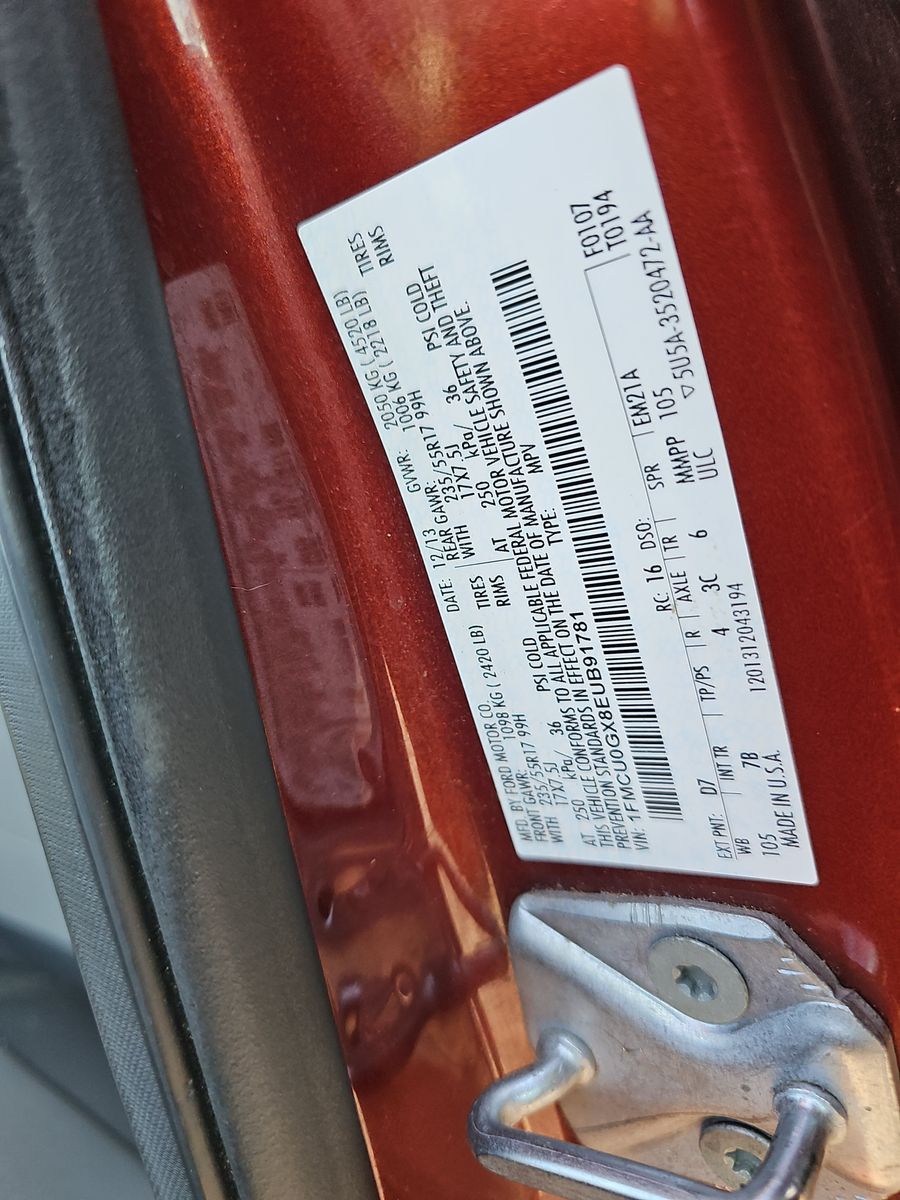 MFD. BY FORD MOTOR CO. DATE: 12/13 GVWR: 2050 KG ( 4520 LB)
FRONT GAWR: 1098 KG ( 2420 LB) REAR GAWR: 1006 KG ( 2218 LB)
235/55R17 99H TIRES 235/55R17 99H TIRES
WITH 17X7.5J RIMS WITH 17X7.5J RIMS
AT 250 kPa/ 36 PSI COLD AT 250 kPa/ 36 PSI COLD
THIS VEHICLE CONFORMS TO ALL APPLICABLE FEDERAL MOTOR VEHICLE SAFETY AND THEFT
PREVENTION STANDARDS IN EFFECT ON THE DATE OF MANUFACTURE SHOWN ABOVE.
VIN: 1FMCU0GX8EUB91781 TYPE: MPV
F0107
T0194
EXT PNT: D7 RC: 16 DSO: EM21A
WB INT TR TP/PS R AXLE TR SPR
105 7B 4 3C 6 MMPP 105
ULC
MADE IN U.S.A. 1201312043194 ▽ 5U5A-3520472-AA